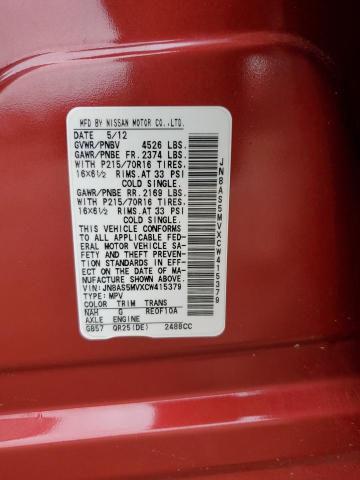 MFD BY NISSAN MOTOR CO.,LTD.
DATE 5/12
GVWR/PNBV 4526 LBS.
GAWR/PNBE FR. 2374 LBS.
WITH P215/70R16 TIRES,
16X6½ RIMS.AT 33 PSI
COLD SINGLE.
GAWR/PNBE RR. 2169 LBS.
WITH P215/70R16 TIRES,
16X6½ RIMS.AT 33 PSI
COLD SINGLE.
THIS VEHICLE CONFORMS
TO ALL APPLICABLE FED-
ERAL MOTOR VEHICLE SA-
FETY AND THEFT PREVEN-
TION STANDARDS IN EFF-
ECT ON THE DATE OF MA-
NUFACTURE SHOWN ABOVE.
VIN: JN8AS5MVXCW415379
TYPE: MPV
COLOR TRIM TRANS
NAH G RE0F10A
AXLE ENGINE
GB57 QR25(DE) 2488CC
JN8AS5MVXCW415379